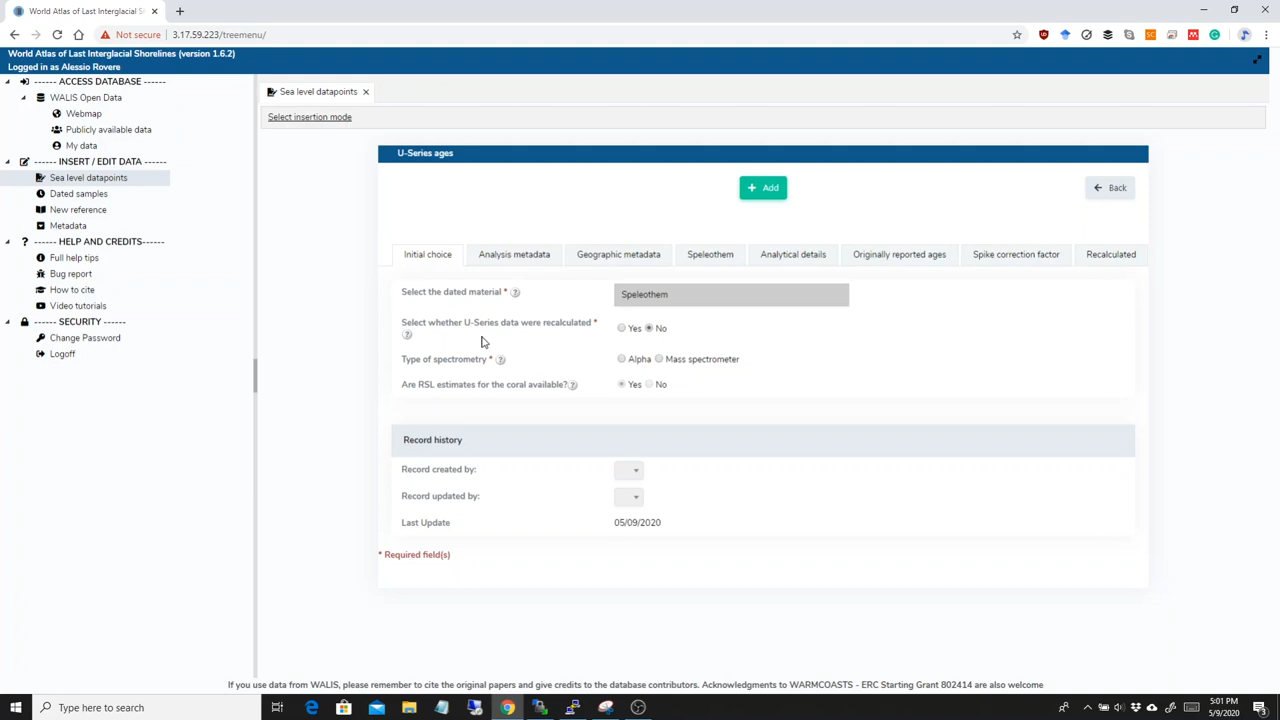 World Atlas of Last Interglacial Sh
Not secure
3.17.59.223/treemenu/
World Atlas of Last Interglacial Shorelines (version 1.6.2)
Logged in as Alessio Rovere
------ ACCESS DATABASE ------
WALIS Open Data
Webmap
Publicly available data
My data
------ INSERT / EDIT DATA ------
Sea level datapoints
Dated samples
New reference
Metadata
------ HELP AND CREDITS------
Full help tips
Bug report
How to cite
Video tutorials
------ SECURITY ------
Change Password
Logoff
Sea level datapoints
Select insertion mode
U-Series ages
Add
Back
Initial choice Analysis metadata Geographic metadata Speleothem Analytical details Originally reported ages Spike correction factor Recalculated
Select the dated material * ? Speleothem
Select whether U-Series data were recalculated * Yes No
?
Type of spectrometry * ? Alpha Mass spectrometer
Are RSL estimates for the coral available? ? Yes No
Record history
Record created by:
Record updated by:
Last Update 05/09/2020
* Required field(s)
If you use data from WALIS, please remember to cite the original papers and give credits to the database contributors. Acknowledgments to WARMCOASTS - ERC Starting Grant 802414 are also welcome
Type here to search
5:01 PM
5/9/2020